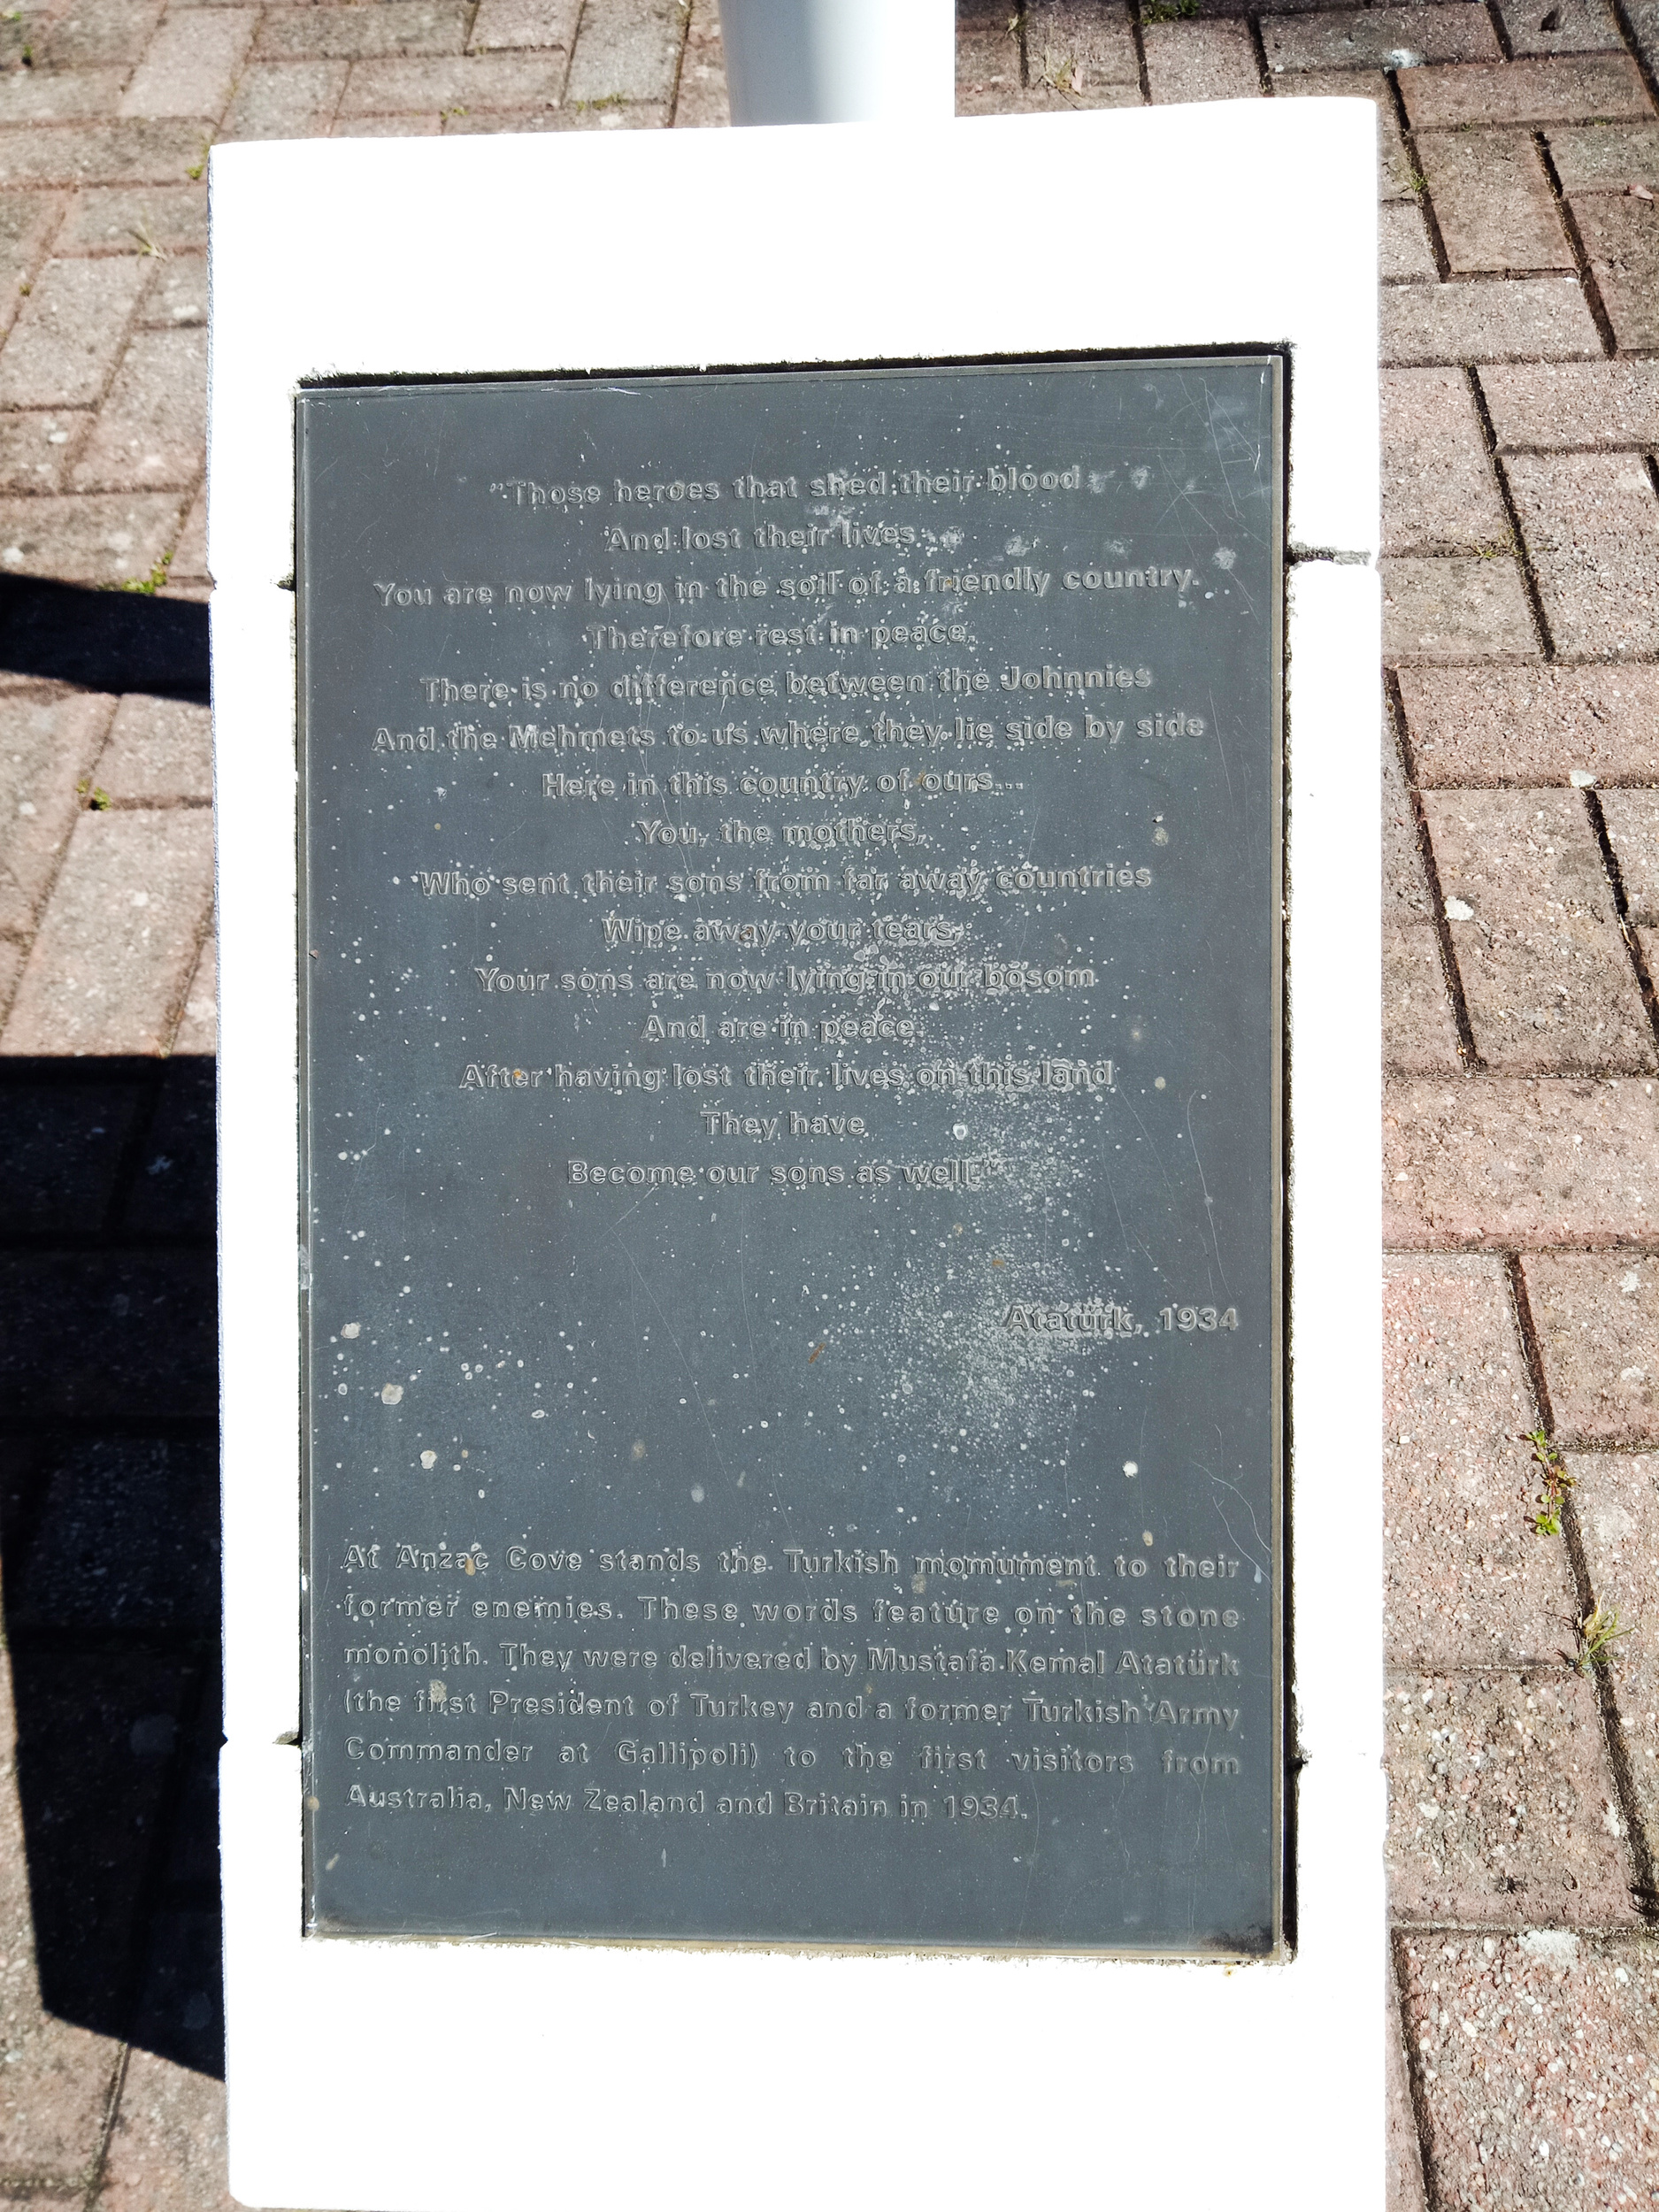 "Those heroes that shed their blood
And lost their lives
You are now lying in the soil of a friendly country.
Therefore rest in peace,
There is no difference between the Johnnies
And the Mehmets to us where they lie side by side
Here in this country of ours...
You, the mothers,
Who sent their sons from far away countries
Wipe away your tears,
Your sons are now lying in our bosom
And are in peace,
After having lost their lives on this land
They have
Become our sons as well."
Atatürk, 1934
At Anzac Cove stands the Turkish momument to their
former enemies. These words feature on the stone
monolith. They were delivered by Mustafa Kemal Atatürk
(the first President of Turkey and a former Turkish Army
Commander at Gallipoli) to the first visitors from
Australia, New Zealand and Britain in 1934.